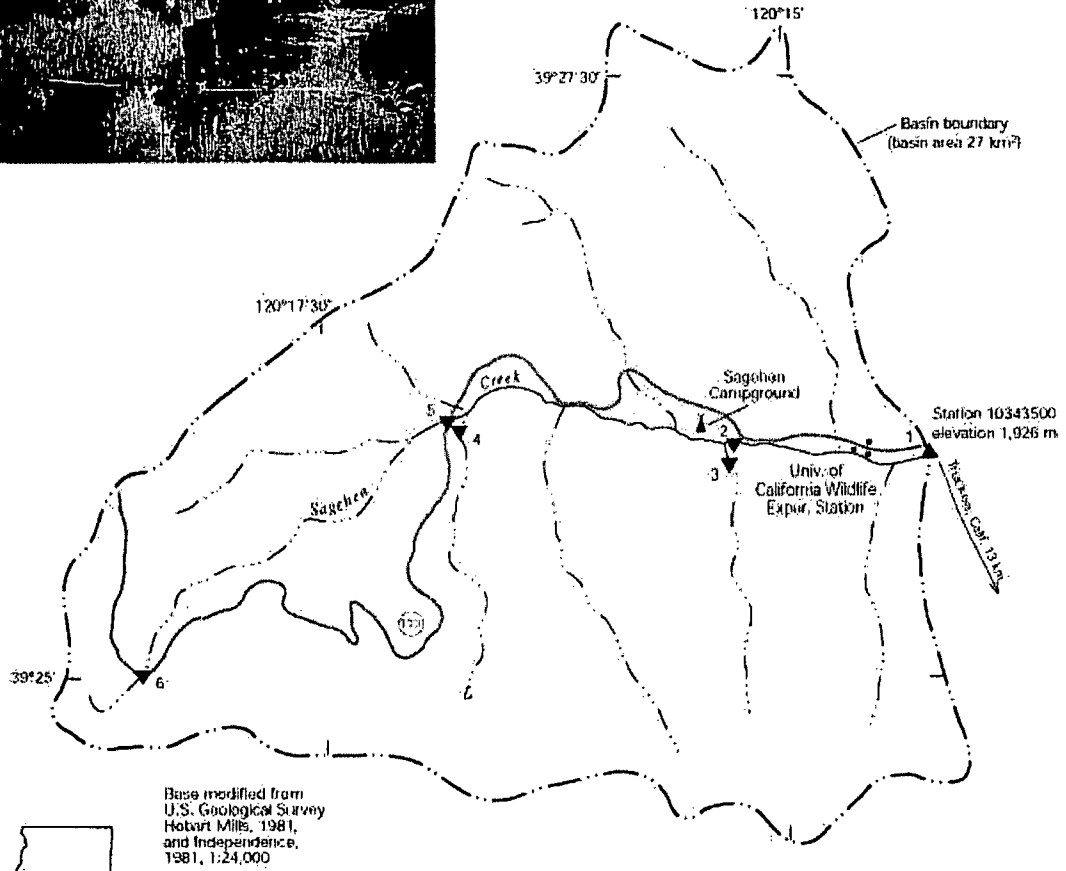 120°15'
39°27'30"
Basin boundary
(basin area 27 km²)
120°17'30"
Creek
Sagehen
Campground
5
4
2
3
1
Station 10343500
elevation 1,926 m
Univ. of
California Wildlife
Exper. Station
Truckee, Calif. 13 km
Sagehen
39°25'
6
Base modified from
U.S. Geological Survey
Hobart Mills, 1981,
and Independence,
1981, 1:24,000